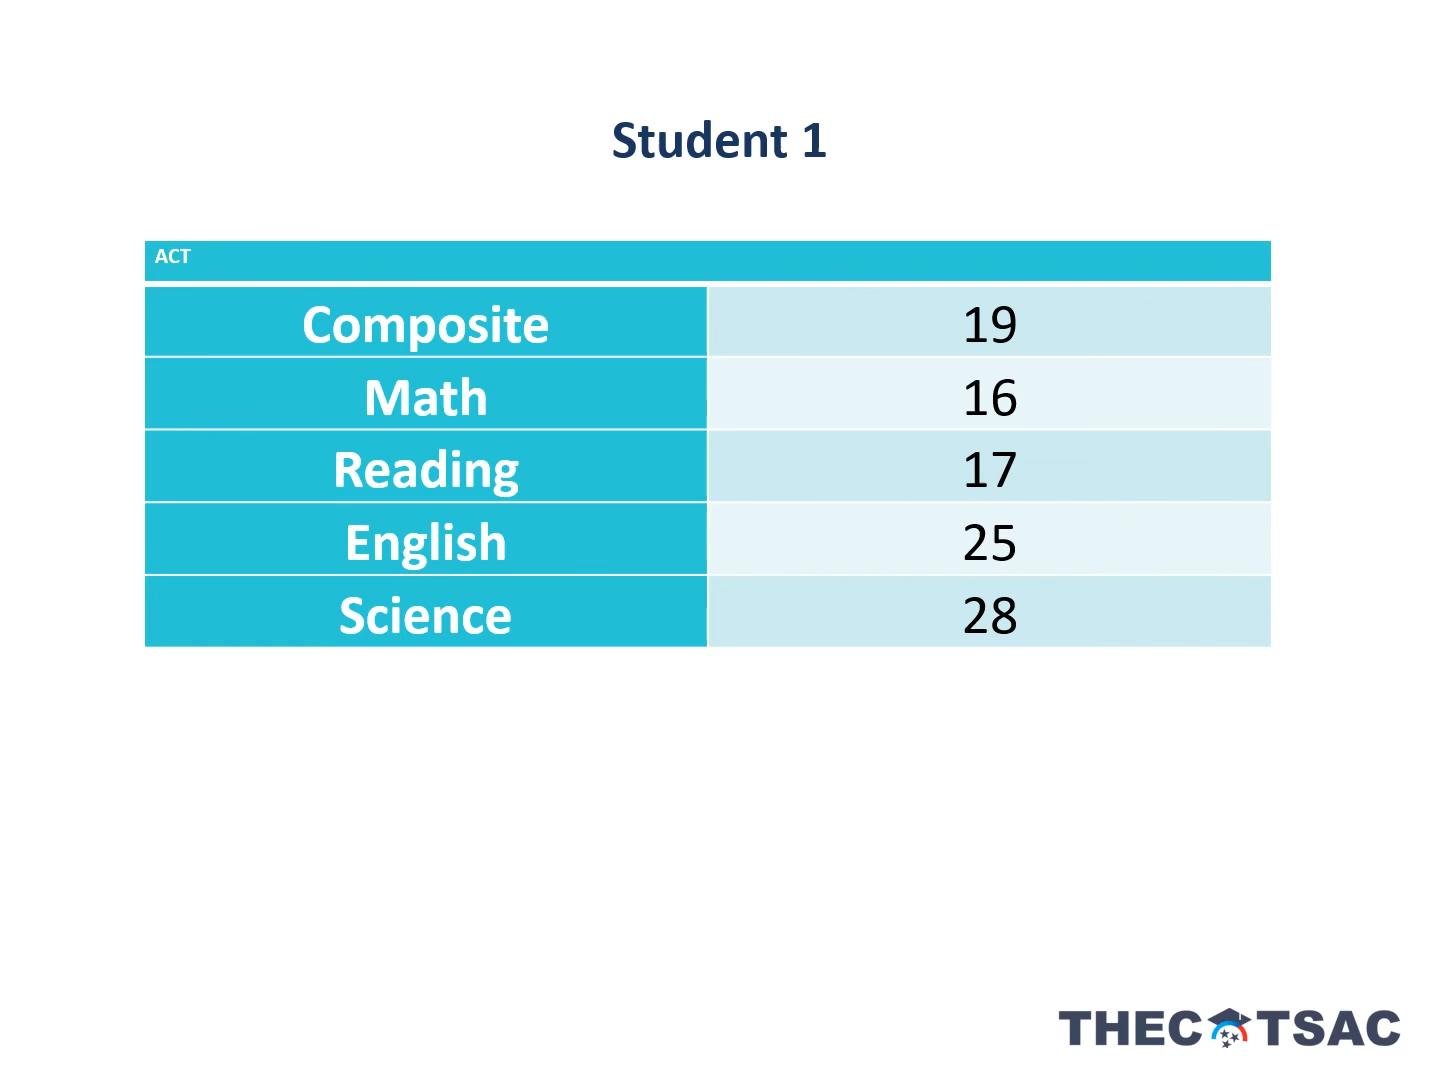 Student 1
ACT
Composite 19
Math 16
Reading 17
English 25
Science 28
THEC TSAC